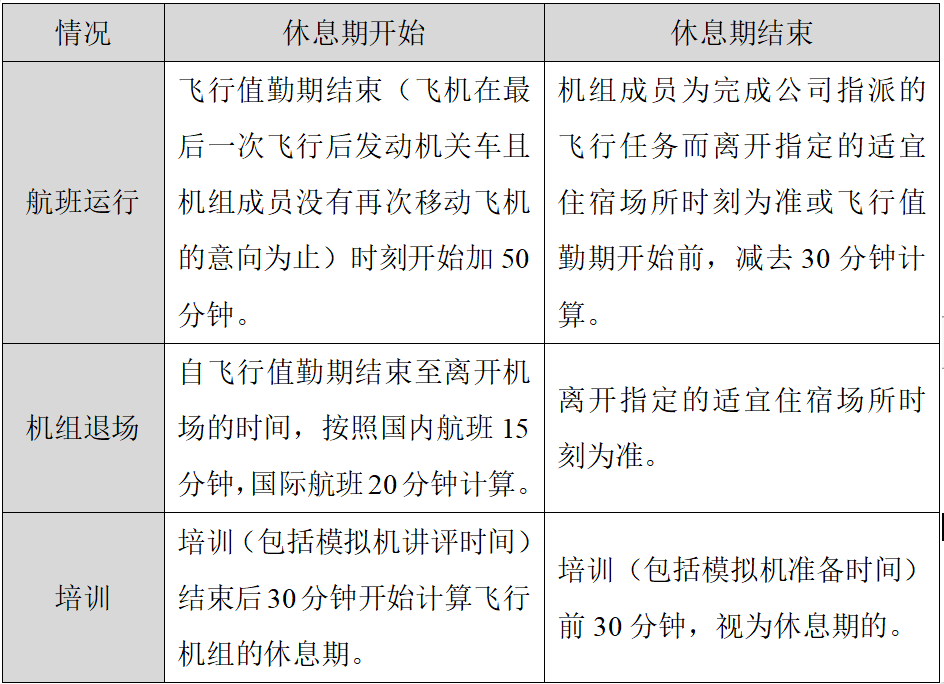 情况 休息期开始 休息期结束
航班运行
飞行值勤期结束（飞机在最
后一次飞行后发动机关车且
机组成员没有再次移动飞机
的意向为止）时刻开始加 50
分钟。
机组成员为完成公司指派的
飞行任务而离开指定的适宜
住宿场所时刻为准或飞行值
勤期开始前，减去 30 分钟计
算。
机组退场
自飞行值勤期结束至离开机
场的时间，按照国内航班 15
分钟，国际航班 20 分钟计算。
离开指定的适宜住宿场所时
刻为准。
培训
培训（包括模拟机讲评时间）
结束后 30 分钟开始计算飞行
机组的休息期。
培训（包括模拟机准备时间）
前 30 分钟，视为休息期的。